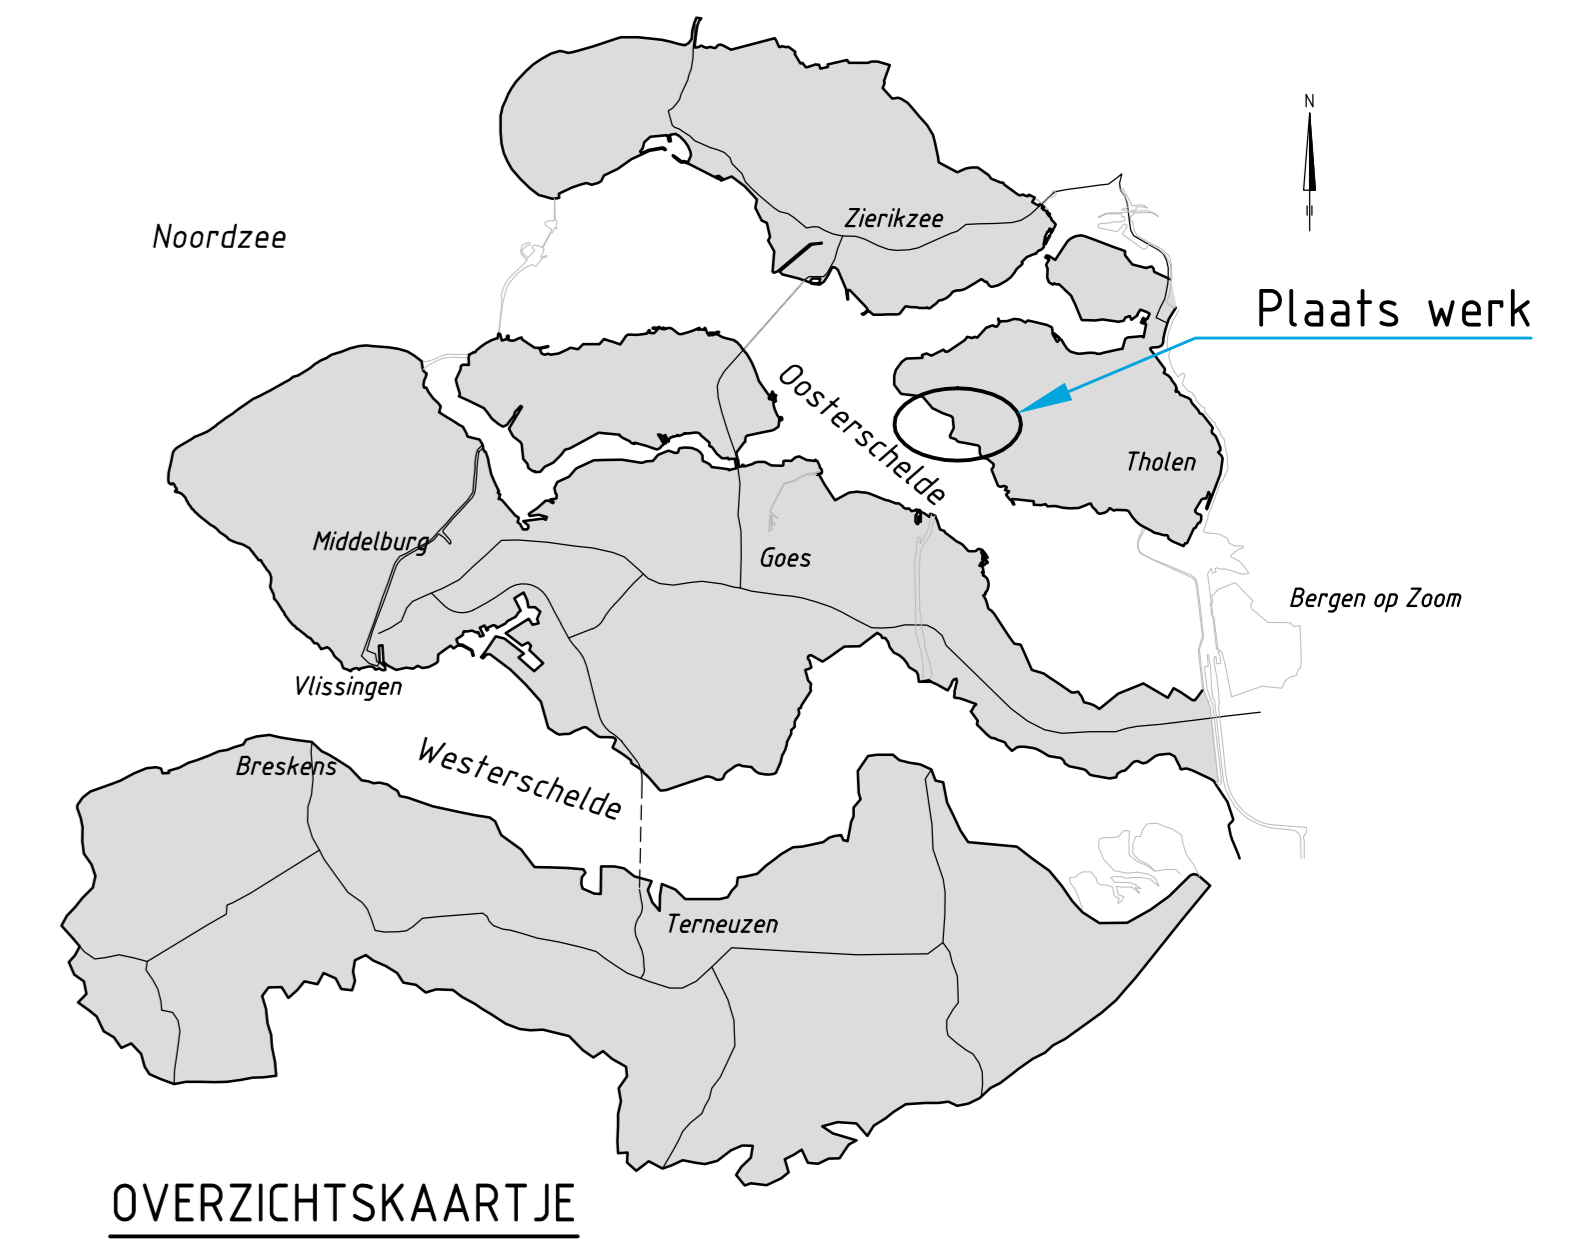 N
Zierikzee
Noordzee
Plaats werk
Oosterschelde
Tholen
Middelburg
Goes
Bergen op Zoom
Vlissingen
Westerschelde
Breskens
Terneuzen
OVERZICHTSKAARTJE